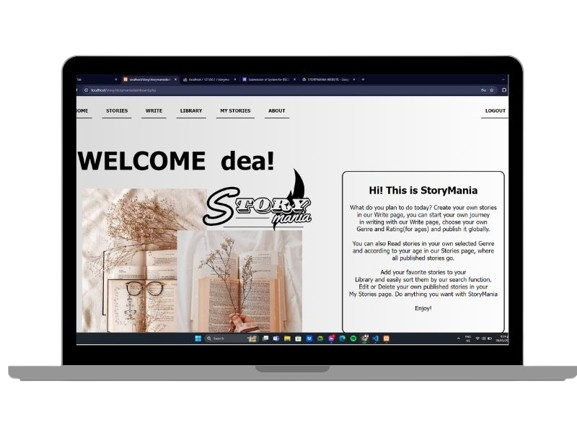 OME STORIES WRITE LIBRARY MY STORIES ABOUT LOGOUT
WELCOME dea!
STORY
mania
Hi! This is StoryMania
What do you plan to do today? Create your own stories
in our Write page, you can start your own journey
in writing with our Write page, choose your own
Genre and Rating(for ages) and publish it globally.
You can also Read stories in your own selected Genre
and according to your age in our Stories page, where
all published stories go.
Add your favorite stories to your
Library and easily sort them by our search function.
Edit or Delete your own published stories in your
My Stories page. Do anything you want with StoryMania
Enjoy!
Search